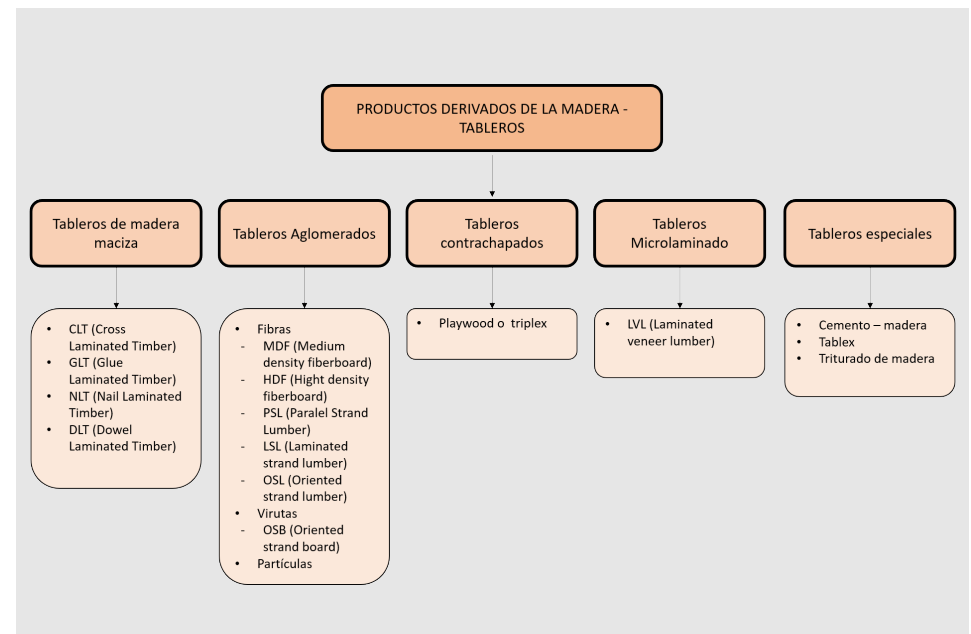 PRODUCTOS DERIVADOS DE LA MADERA -
TABLEROS
Tableros de madera
maciza
Tableros Aglomerados
Tableros
contrachapados
Tableros
Microlaminado
Tableros especiales
• CLT (Cross
Laminated Timber)
• GLT (Glue
Laminated Timber)
• NLT (Nail Laminated
Timber)
• DLT (Dowel
Laminated Timber)
• Fibras
- MDF (Medium
density fiberboard)
- HDF (Hight density
fiberboard)
- PSL (Paralel Strand
Lumber)
- LSL (Laminated
strand lumber)
- OSL (Oriented
strand lumber)
• Virutas
- OSB (Oriented
strand board)
• Partículas
• Playwood o triplex
• LVL (Laminated
veneer lumber)
• Cemento – madera
• Tablex
• Triturado de madera